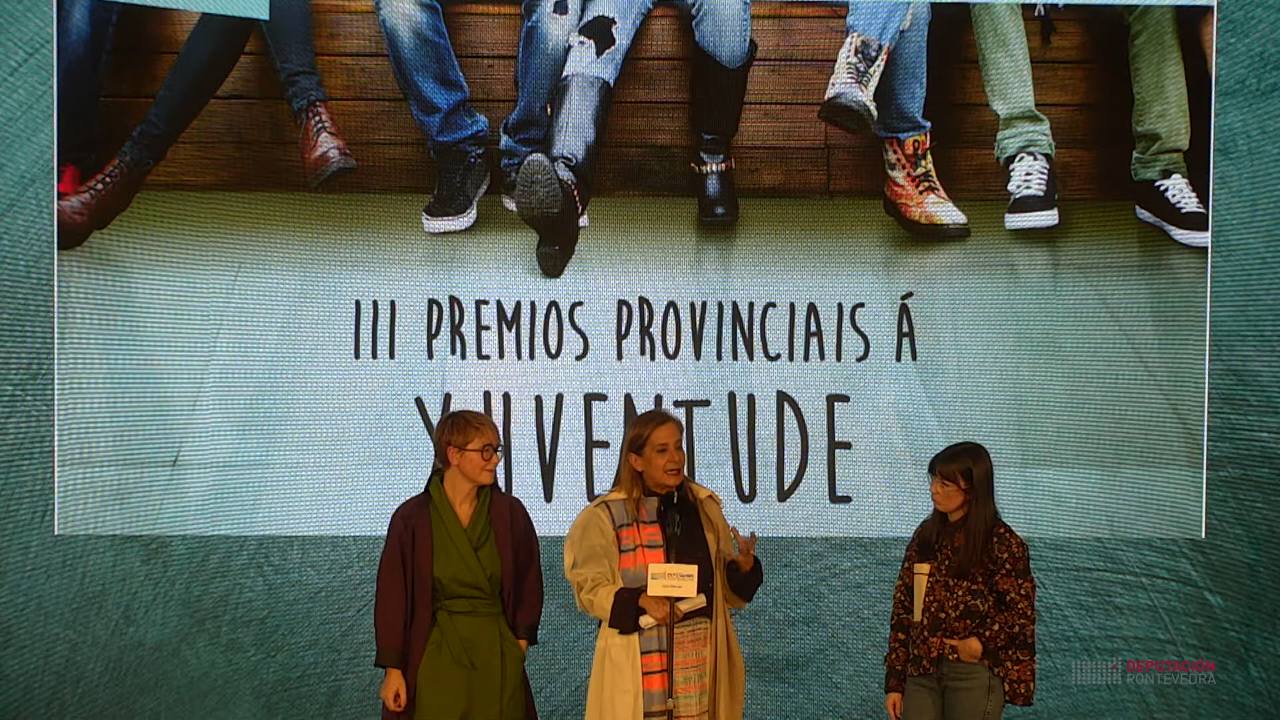 III PREMIOS PROVINCIAIS Á
XUVENTUDE
DEPUTACIÓN
PONTEVEDRA